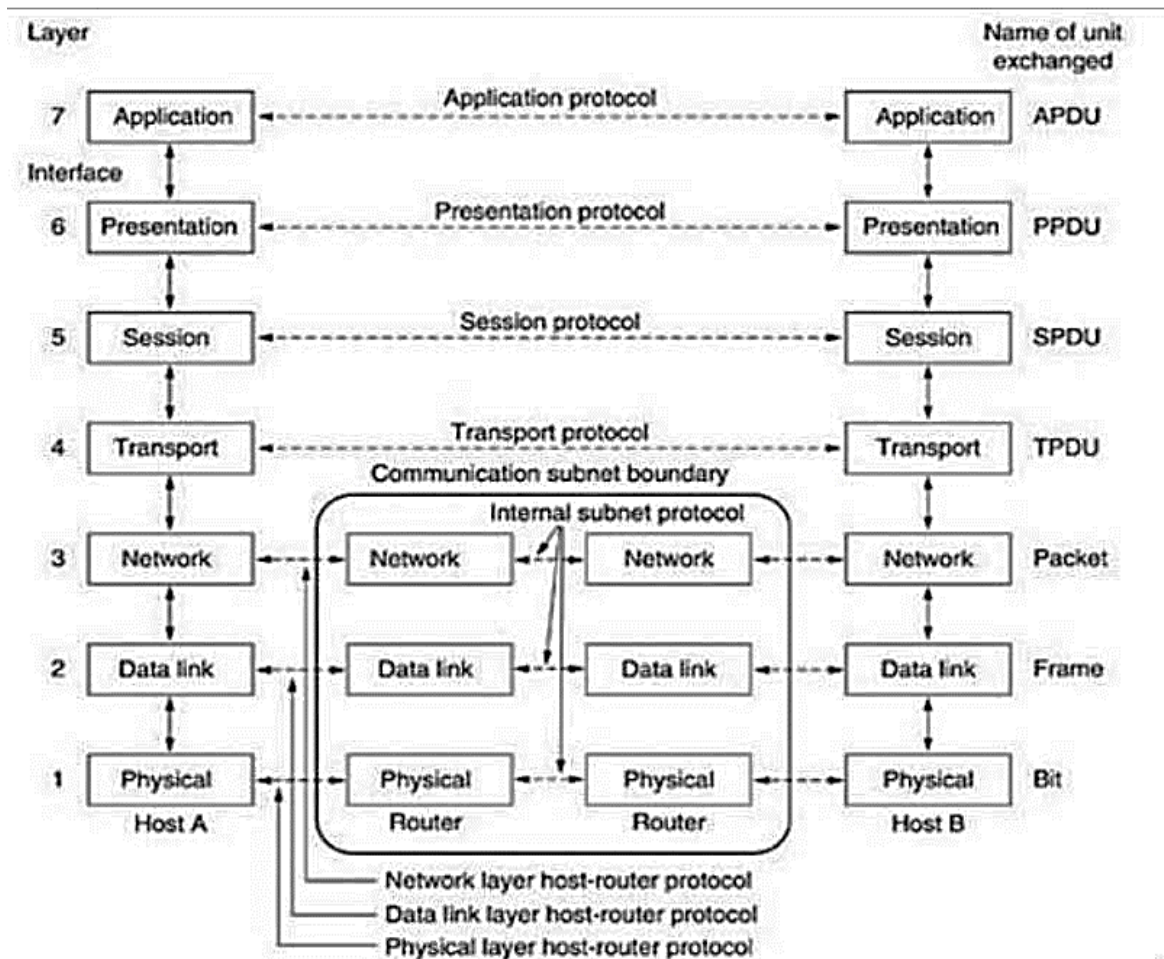 Layer
Name of unit
exchanged
7 Application Application protocol Application APDU
Interface
6 Presentation Presentation protocol Presentation PPDU
5 Session Session protocol Session SPDU
4 Transport Transport protocol Transport TPDU
Communication subnet boundary
Internal subnet protocol
3 Network Network Network Network Packet
2 Data link Data link Data link Data link Frame
1 Physical Physical Physical Physical Bit
Host A Router Router Host B
Network layer host-router protocol
Data link layer host-router protocol
Physical layer host-router protocol